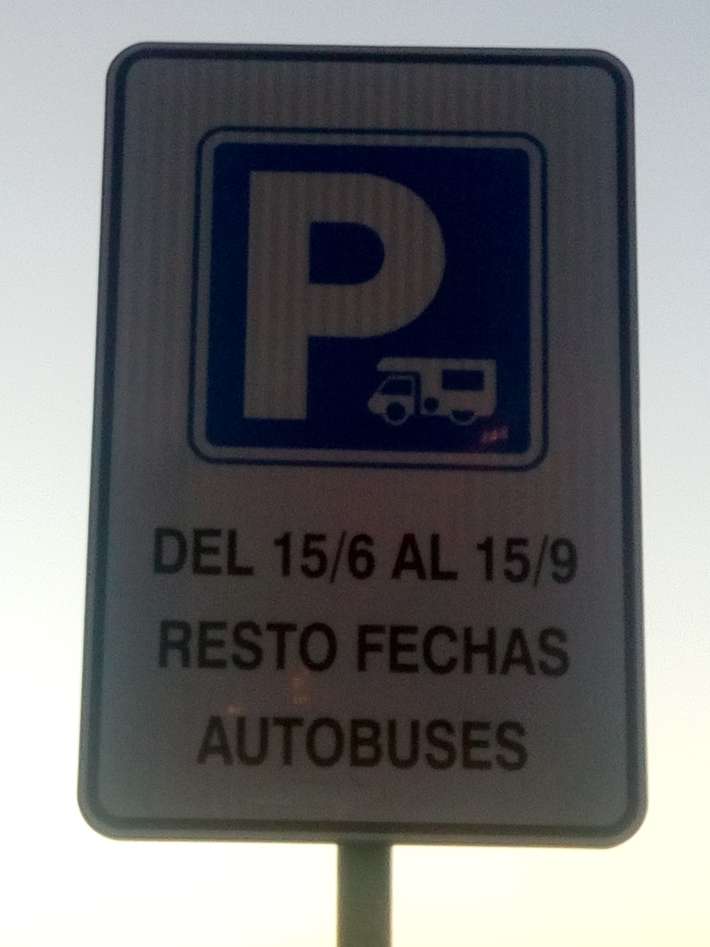 P
DEL 15/6 AL 15/9
RESTO FECHAS
AUTOBUSES